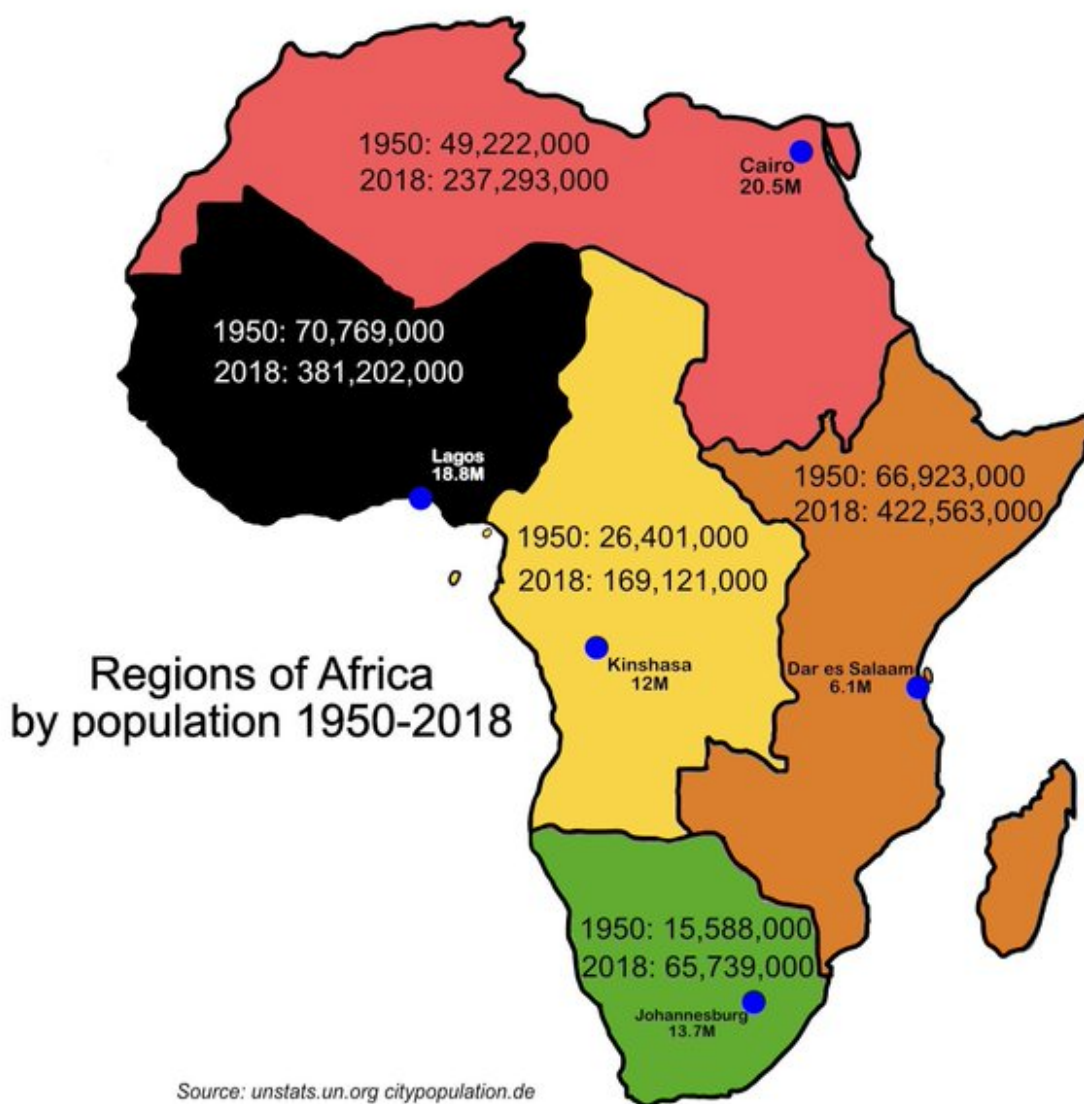 1950: 49,222,000
2018: 237,293,000
Cairo
20.5M
1950: 70,769,000
2018: 381,202,000
Lagos
18.8M
1950: 66,923,000
2018: 422,563,000
1950: 26,401,000
2018: 169,121,000
Kinshasa
12M
Dar es Salaam
6.1M
Regions of Africa
by population 1950-2018
1950: 15,588,000
2018: 65,739,000
Johannesburg
13.7M
Source: unstats.un.org citypopulation.de